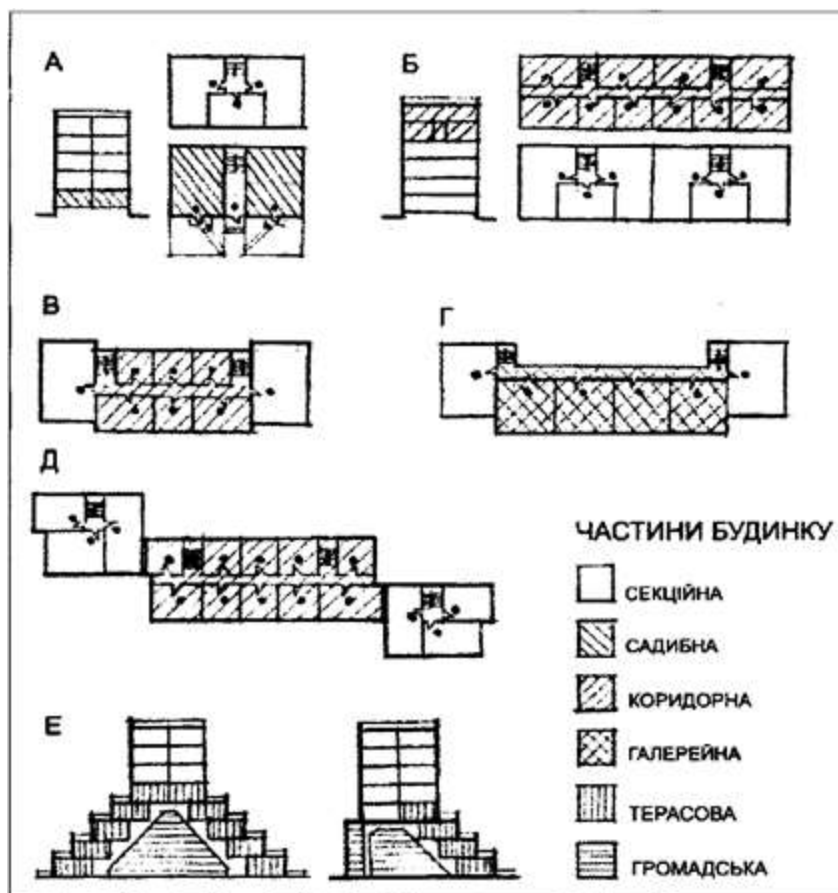 А
Б
В
Г
Д
Е
ЧАСТИНИ БУДИНКУ
СЕКЦІЙНА
САДИБНА
КОРИДОРНА
ГАЛЕРЕЙНА
ТЕРАСОВА
ГРОМАДСЬКА